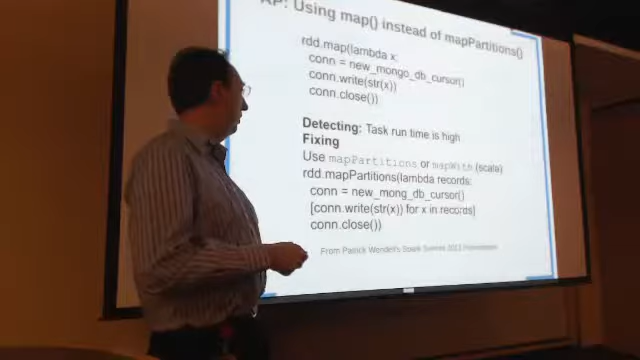 AP: Using map() instead of mapPartitions()
rdd.map(lambda x:
conn = new_mongo_db_cursor()
conn.write(str(x))
conn.close())
Detecting: Task run time is high
Fixing
Use mapPartitions or mapWith (scale)
rdd.mapPartitions(lambda records:
conn = new_mong_db_cursor()
[conn.write(str(x)) for x in records]
conn.close())
From Patrick Wendell's Spark Summit 2013 Presentation